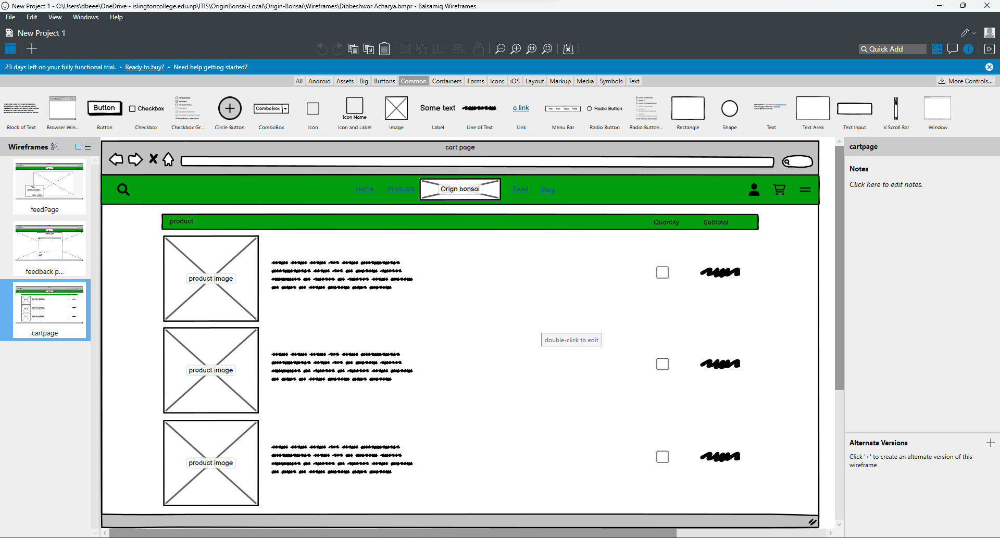 New Project 1 - C:\Users\dbeee\OneDrive - islingtoncollege.edu.np\ITIS\OriginBonsai-Local\Origin-Bonsai\Wireframes\Dibbeshwor Acharya.bmpr - Balsamiq Wireframes
File Edit View Windows Help
New Project 1
1:1
Quick Add
23 days left on your fully functional trial. • Ready to buy? • Need help getting started?
All Android Assets Big Buttons Common Containers Forms Icons iOS Layout Markup Media Symbols Text
More Controls...
Button Checkbox ComboBox Icon Name Some text a link File Edit View Help Radio Button
Block of Text Browser Win... Button Checkbox Checkbox Gr... Circle Button ComboBox Icon Icon and Label Image Label Line of Text Link Menu Bar Radio Button Radio Button... Rectangle Shape Text Text Area Text Input V.Scroll Bar Window
Wireframes
feedPage
feedback p...
cartpage
cart page
Home Products Orign bonsai Feed Blog
product Quantity Subtotal
product image
double-click to edit
product image
product image
cartpage
Notes
Click here to edit notes.
Alternate Versions
Click '+' to create an alternate version of this
wireframe